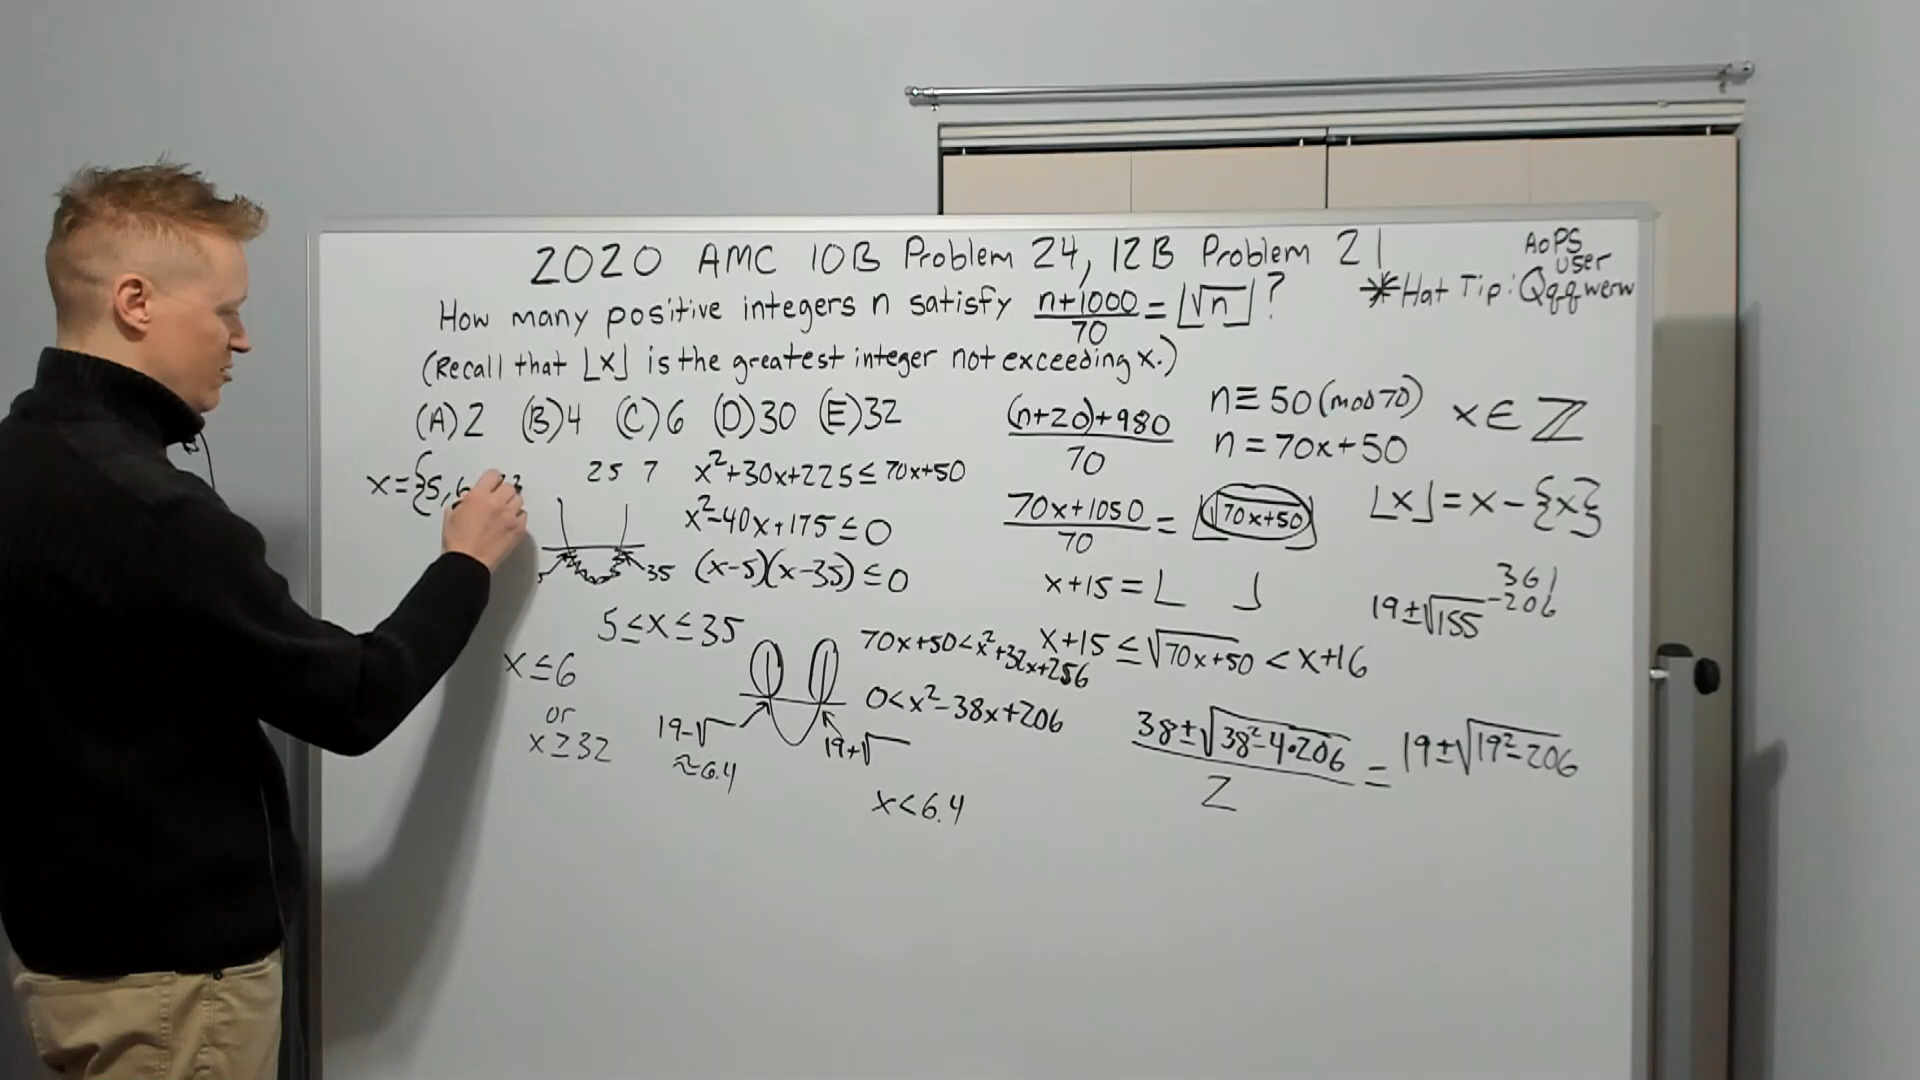 2020 AMC 10B Problem 24, 12B Problem 21
AoPS
user
*Hat Tip: Qqqwerw
How many positive integers n satisfy (n+1000)/70 = ⌊√n⌋?
(Recall that ⌊x⌋ is the greatest integer not exceeding x.)
(A) 2 (B) 4 (C) 6 (D) 30 (E) 32
((n+20)+980)/70
n ≡ 50 (mod 70)
n = 70x+50
x ∈ ℤ
x = {5, 6
25 7
x²+30x+225 ≤ 70x+50
x²-40x+175 ≤ 0
(x-5)(x-35) ≤ 0
35
5 ≤ x ≤ 35
(70x+1050)/70 = ⌊√70x+50⌋
⌊x⌋ = x - {x}
x+15 = ⌊ ⌋
361
-206
19±√155
x+15 ≤ √70x+50 < x+16
70x+50 < x²+32x+256
0 < x²-38x+206
(38±√38²-4·206)/2 = 19±√19²-206
x ≤ 6
or
x ≥ 32
19-√
≈6.4
19+√
x < 6.4